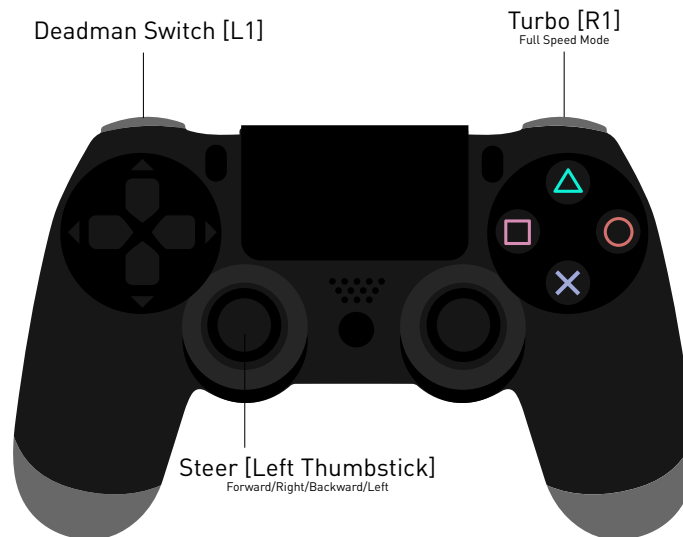 Deadman Switch [L1]
Turbo [R1]
Full Speed Mode
Steer [Left Thumbstick]
Forward/Right/Backward/Left